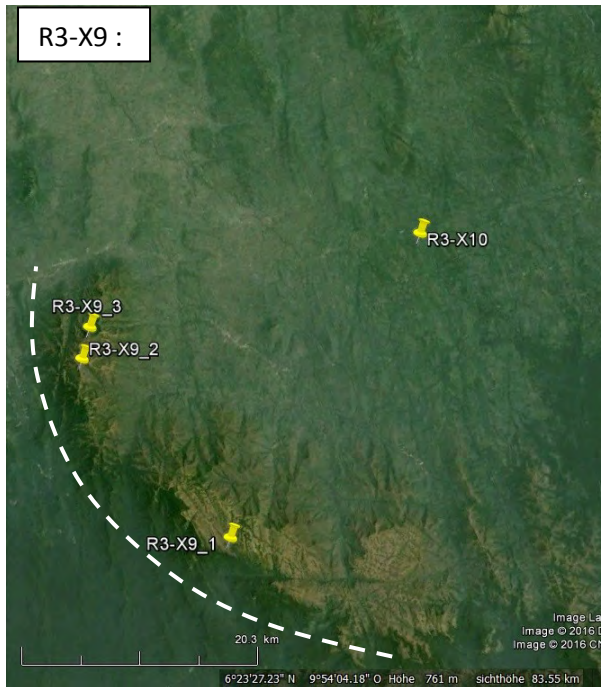 R3-X9 :
R3-X10
R3-X9_3
R3-X9_2
R3-X9_1
20.3 km
Image La
Image © 2016 D
Image © 2016 CN
6°23'27.23" N 9°54'04.18" O Höhe 761 m sichthöhe 83.55 km